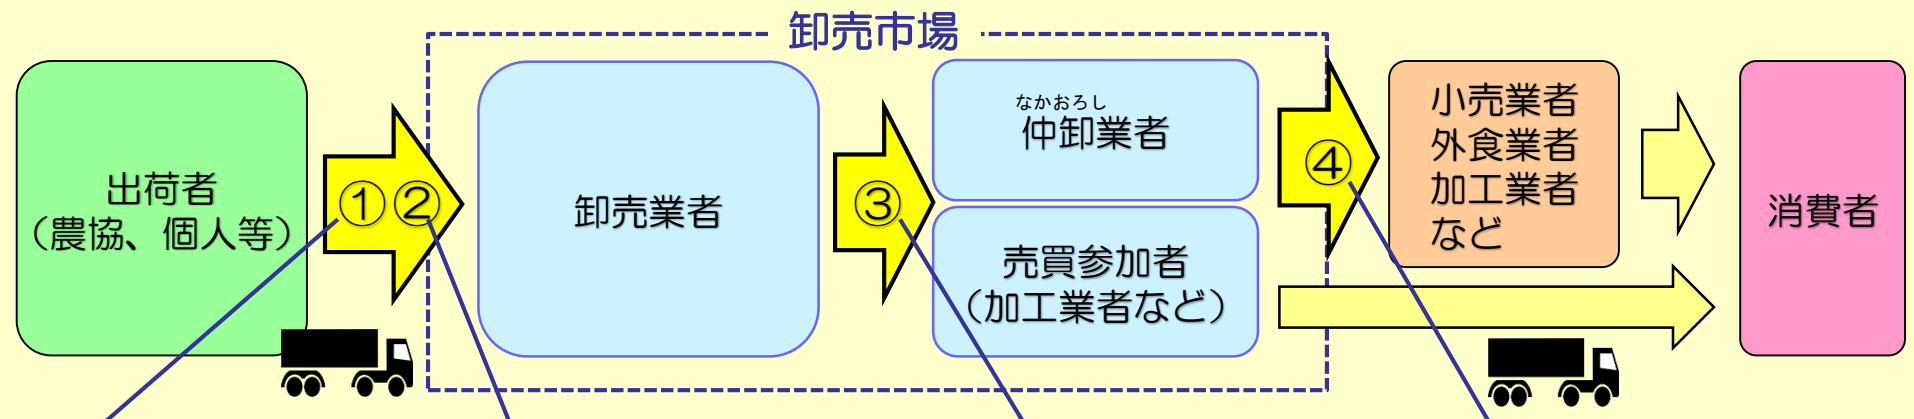 卸売市場
出荷者
（農協、個人等）
①②
卸売業者
③
なかおろし
仲卸業者
売買参加者
（加工業者など）
④
小売業者
外食業者
加工業者
など
消費者